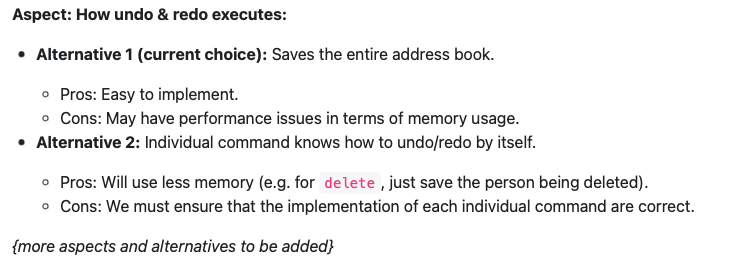 Aspect: How undo & redo executes:
Alternative 1 (current choice): Saves the entire address book.
Pros: Easy to implement.
Cons: May have performance issues in terms of memory usage.
Alternative 2: Individual command knows how to undo/redo by itself.
Pros: Will use less memory (e.g. for delete, just save the person being deleted).
Cons: We must ensure that the implementation of each individual command are correct.
{more aspects and alternatives to be added}